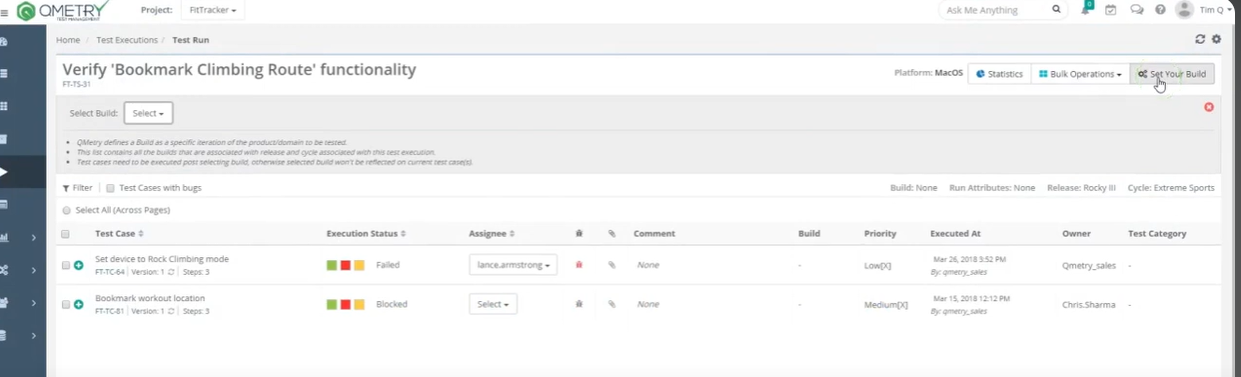 QMETRY
TEST MANAGEMENT
Project: FitTracker
Ask Me Anything
0
Tim Q
Home / Test Executions / Test Run
Verify 'Bookmark Climbing Route' functionality
FT-TS-31
Platform: MacOS
Statistics
Bulk Operations
Set Your Build
Select Build: Select
QMetry defines a Build as a specific iteration of the product/domain to be tested.
This list contains all the builds that are associated with release and cycle associated with this test execution.
Test cases need to be executed post selecting build, otherwise selected build won't be reflected on current test case(s).
Filter Test Cases with bugs Build: None Run Attributes: None Release: Rocky III Cycle: Extreme Sports
Select All (Across Pages)
Test Case Execution Status Assignee Comment Build Priority Executed At Owner Test Category
Set device to Rock Climbing mode
FT-TC-64 Version: 1 Steps: 3
Failed lance.armstrong None - Low[X]
Mar 26, 2018 3:52 PM
By: qmetry_sales
Qmetry_sales -
Bookmark workout location
FT-TC-81 Version: 1 Steps: 3
Blocked Select None - Medium[X]
Mar 15, 2018 12:12 PM
By: qmetry_sales
Chris.Sharma -